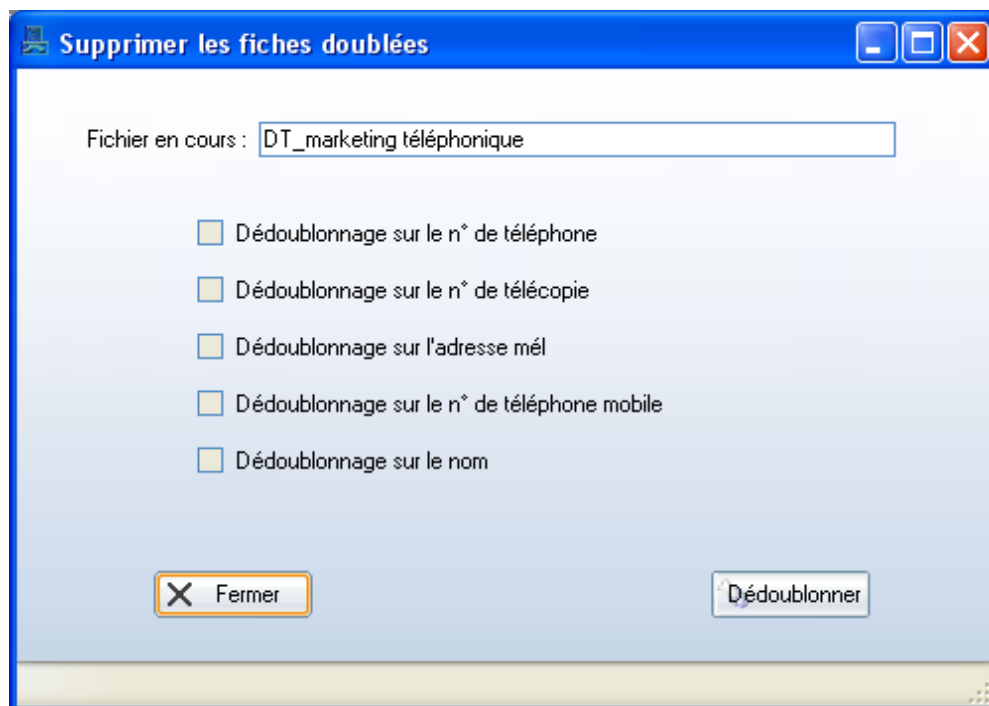 Supprimer les fiches doublées
Fichier en cours : DT_marketing téléphonique
Dédoublonnage sur le n° de téléphone
Dédoublonnage sur le n° de télécopie
Dédoublonnage sur l'adresse mél
Dédoublonnage sur le n° de téléphone mobile
Dédoublonnage sur le nom
Fermer
Dédoublonner